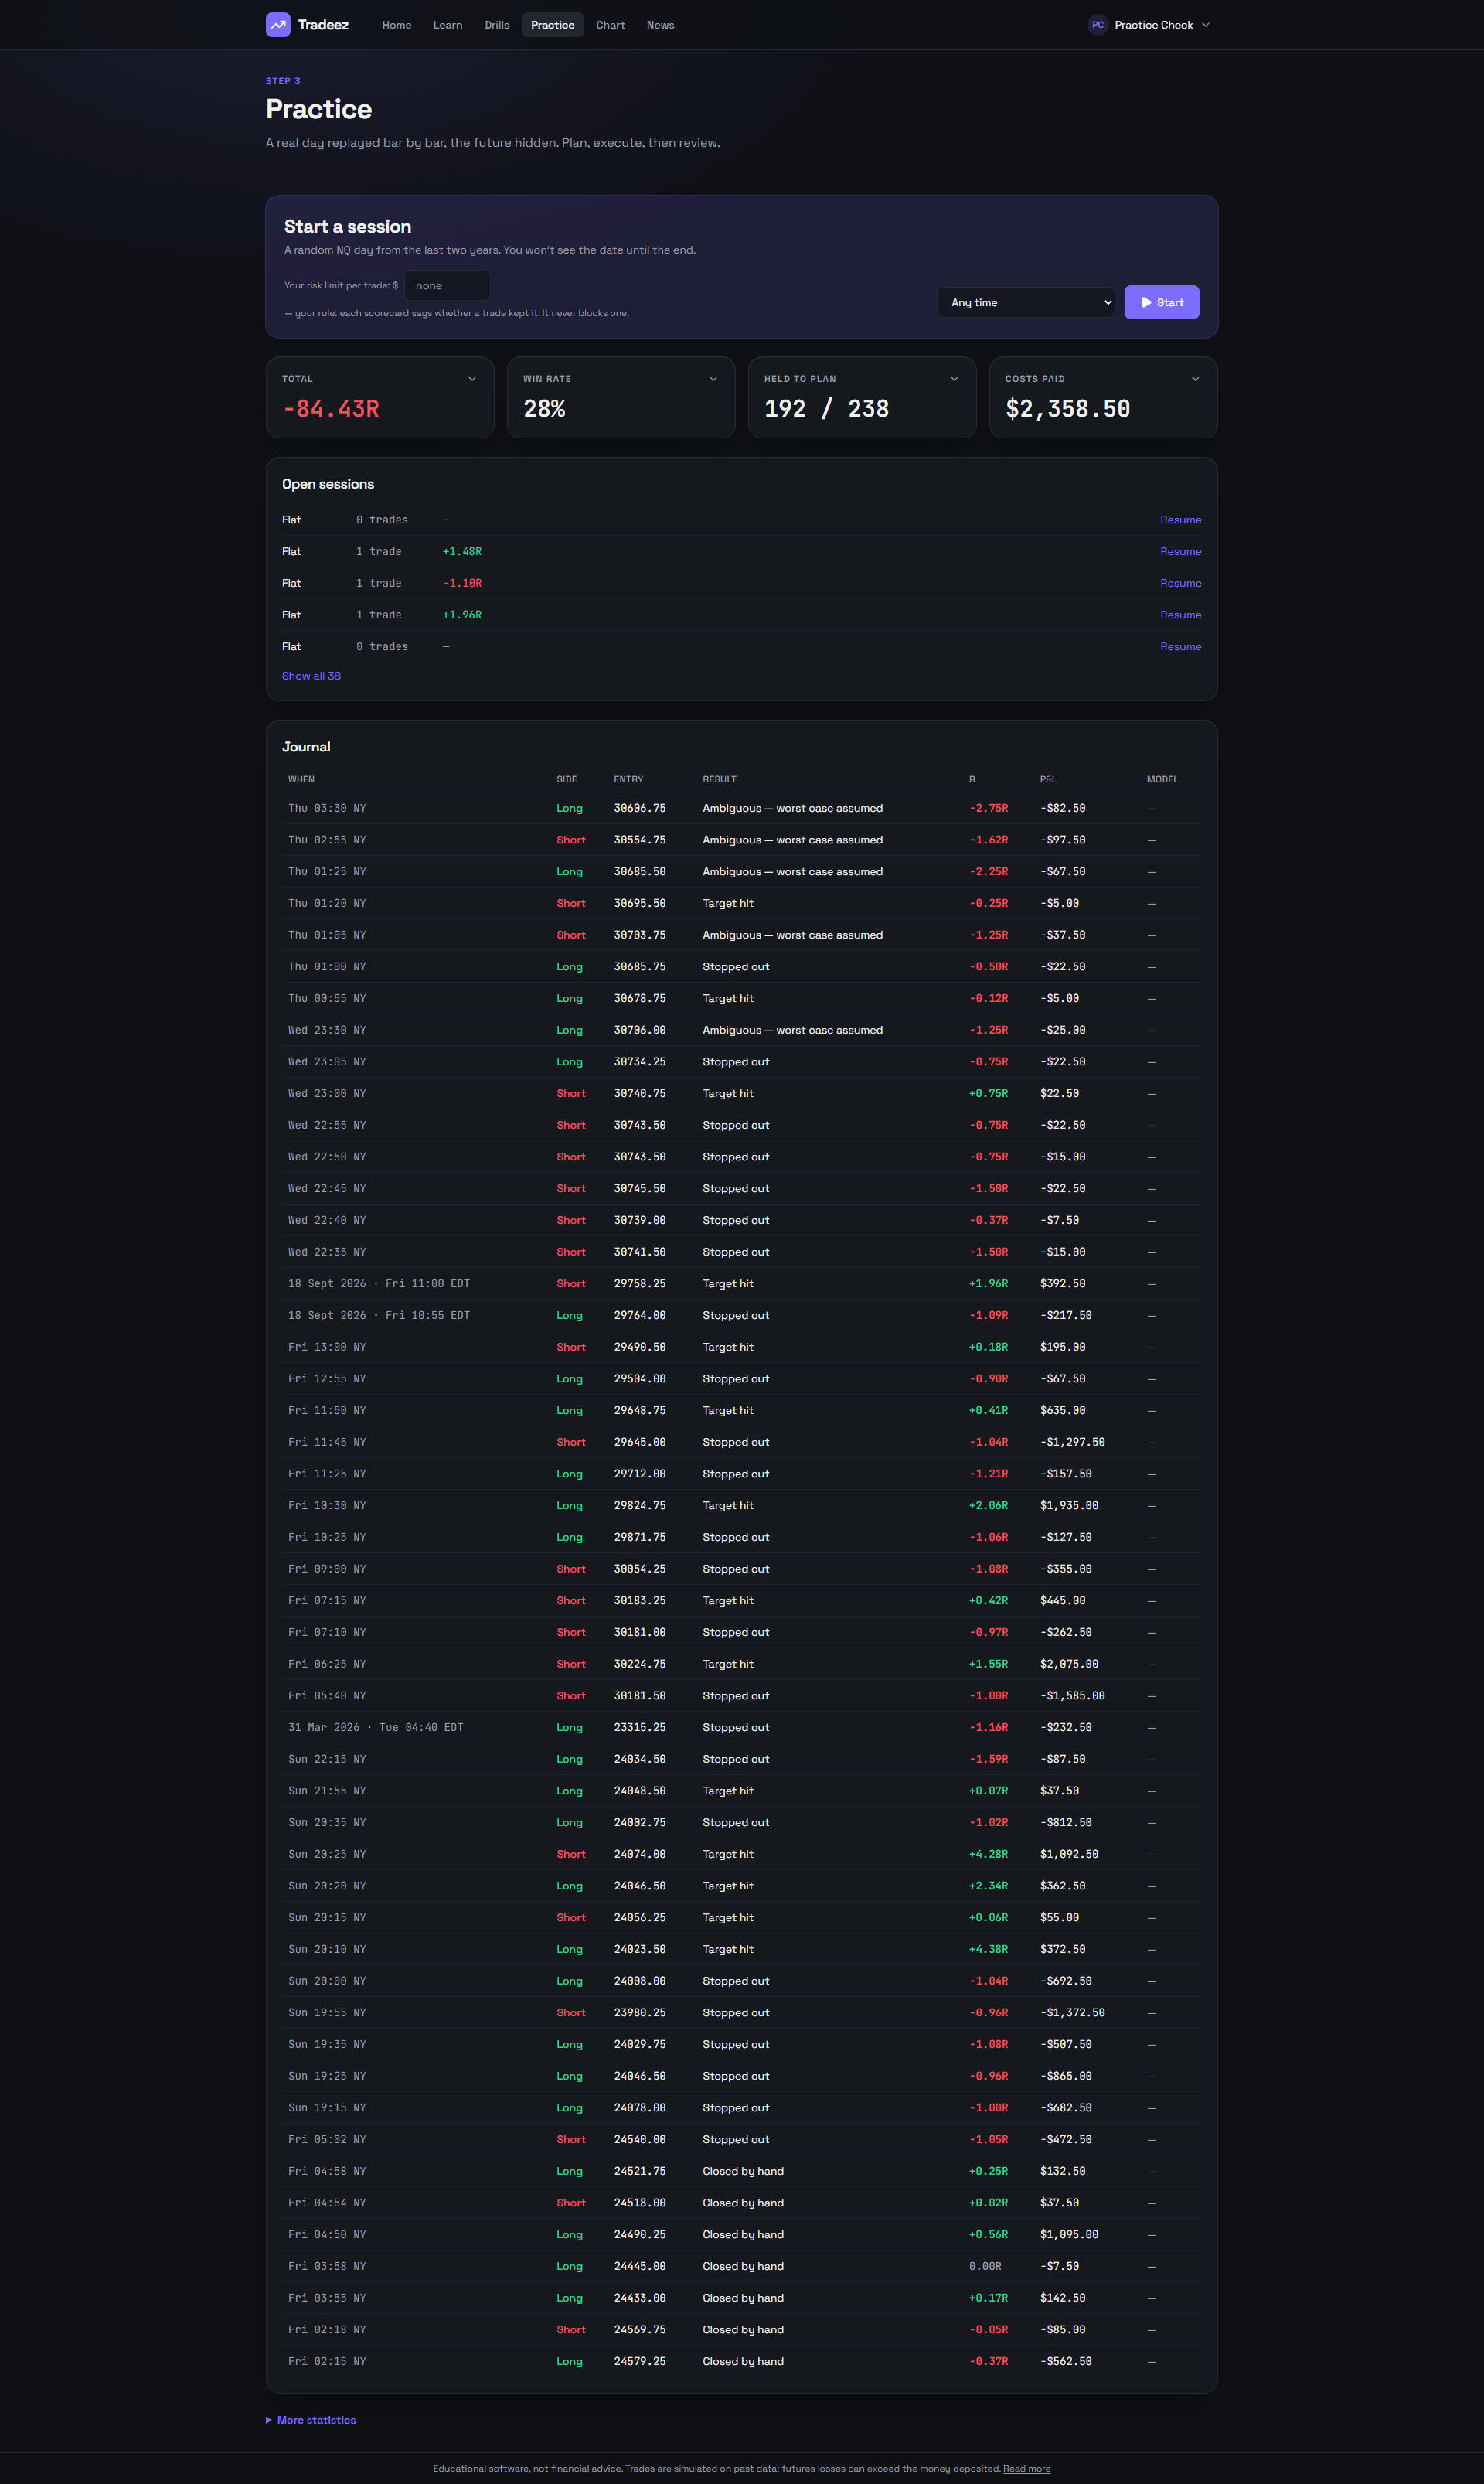 Tradeez Home Learn Drills Practice Chart News PC Practice Check
STEP 3
Practice
A real day replayed bar by bar, the future hidden. Plan, execute, then review.
Start a session
A random NQ day from the last two years. You won't see the date until the end.
Your risk limit per trade: $ none
— your rule: each scorecard says whether a trade kept it. It never blocks one.
Any time Start
TOTAL WIN RATE HELD TO PLAN COSTS PAID
-84.43R 28% 192 / 238 $2,358.50
Open sessions
Flat 0 trades — Resume
Flat 1 trade +1.48R Resume
Flat 1 trade -1.10R Resume
Flat 1 trade +1.96R Resume
Flat 0 trades — Resume
Show all 38
Journal
WHEN SIDE ENTRY RESULT R P&L MODEL
Thu 03:30 NY Long 30606.75 Ambiguous — worst case assumed -2.75R -$82.50 —
Thu 02:55 NY Short 30554.75 Ambiguous — worst case assumed -1.62R -$97.50 —
Thu 01:25 NY Long 30685.50 Ambiguous — worst case assumed -2.25R -$67.50 —
Thu 01:20 NY Short 30695.50 Target hit -0.25R -$5.00 —
Thu 01:05 NY Short 30703.75 Ambiguous — worst case assumed -1.25R -$37.50 —
Thu 01:00 NY Long 30685.75 Stopped out -0.50R -$22.50 —
Thu 00:55 NY Long 30678.75 Target hit -0.12R -$5.00 —
Wed 23:30 NY Long 30706.00 Ambiguous — worst case assumed -1.25R -$25.00 —
Wed 23:05 NY Long 30734.25 Stopped out -0.75R -$22.50 —
Wed 23:00 NY Short 30740.75 Target hit +0.75R $22.50 —
Wed 22:55 NY Short 30743.50 Stopped out -0.75R -$22.50 —
Wed 22:50 NY Short 30743.50 Stopped out -0.75R -$15.00 —
Wed 22:45 NY Short 30745.50 Stopped out -1.50R -$22.50 —
Wed 22:40 NY Short 30739.00 Stopped out -0.37R -$7.50 —
Wed 22:35 NY Short 30741.50 Stopped out -1.50R -$15.00 —
18 Sept 2026 · Fri 11:00 EDT Short 29758.25 Target hit +1.96R $392.50 —
18 Sept 2026 · Fri 10:55 EDT Long 29764.00 Stopped out -1.09R -$217.50 —
Fri 13:00 NY Short 29490.50 Target hit +0.18R $195.00 —
Fri 12:55 NY Long 29504.00 Stopped out -0.90R -$67.50 —
Fri 11:50 NY Long 29648.75 Target hit +0.41R $635.00 —
Fri 11:45 NY Short 29645.00 Stopped out -1.04R -$1,297.50 —
Fri 11:25 NY Long 29712.00 Stopped out -1.21R -$157.50 —
Fri 10:30 NY Long 29824.75 Target hit +2.06R $1,935.00 —
Fri 10:25 NY Long 29871.75 Stopped out -1.06R -$127.50 —
Fri 09:00 NY Short 30054.25 Stopped out -1.08R -$355.00 —
Fri 07:15 NY Short 30183.25 Target hit +0.42R $445.00 —
Fri 07:10 NY Short 30181.00 Stopped out -0.97R -$262.50 —
Fri 06:25 NY Short 30224.75 Target hit +1.55R $2,075.00 —
Fri 05:40 NY Short 30181.50 Stopped out -1.00R -$1,585.00 —
31 Mar 2026 · Tue 04:40 EDT Long 23315.25 Stopped out -1.16R -$232.50 —
Sun 22:15 NY Long 24034.50 Stopped out -1.59R -$87.50 —
Sun 21:55 NY Long 24048.50 Target hit +0.07R $37.50 —
Sun 20:35 NY Long 24002.75 Stopped out -1.02R -$812.50 —
Sun 20:25 NY Short 24074.00 Target hit +4.28R $1,092.50 —
Sun 20:20 NY Long 24046.50 Target hit +2.34R $362.50 —
Sun 20:15 NY Short 24056.25 Target hit +0.06R $55.00 —
Sun 20:10 NY Long 24023.50 Target hit +4.38R $372.50 —
Sun 20:00 NY Long 24008.00 Stopped out -1.04R -$692.50 —
Sun 19:55 NY Short 23980.25 Stopped out -0.96R -$1,372.50 —
Sun 19:35 NY Long 24029.75 Stopped out -1.08R -$507.50 —
Sun 19:25 NY Long 24046.50 Stopped out -0.96R -$865.00 —
Sun 19:15 NY Long 24078.00 Stopped out -1.00R -$682.50 —
Fri 05:02 NY Short 24540.00 Stopped out -1.05R -$472.50 —
Fri 04:58 NY Long 24521.75 Closed by hand +0.25R $132.50 —
Fri 04:54 NY Short 24518.00 Closed by hand +0.02R $37.50 —
Fri 04:50 NY Long 24490.25 Closed by hand +0.56R $1,095.00 —
Fri 03:58 NY Long 24445.00 Closed by hand 0.00R -$7.50 —
Fri 03:55 NY Long 24433.00 Closed by hand +0.17R $142.50 —
Fri 02:18 NY Short 24569.75 Closed by hand -0.05R -$85.00 —
Fri 02:15 NY Long 24579.25 Closed by hand -0.37R -$562.50 —
More statistics
Educational software, not financial advice. Trades are simulated on past data; futures losses can exceed the money deposited. Read more